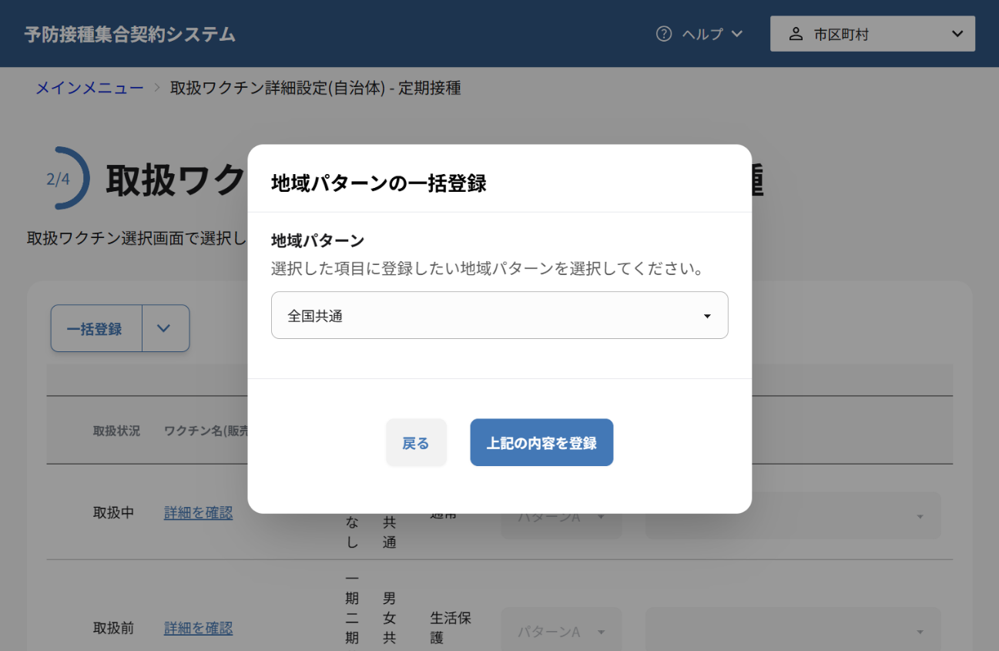 予防接種集合契約システム
ヘルプ
市区町村
メインメニュー > 取扱ワクチン詳細設定(自治体) - 定期接種
2/4
取扱ワク
種
取扱ワクチン選択画面で選択し
地域パターンの一括登録
地域パターン
選択した項目に登録したい地域パターンを選択してください。
全国共通
戻る
上記の内容を登録
一括登録
取扱状況 ワクチン名(販売
取扱中 詳細を確認 なし 共通 通常 パターンA
取扱前 詳細を確認 一期二期 男女共 生活保護 パターンA